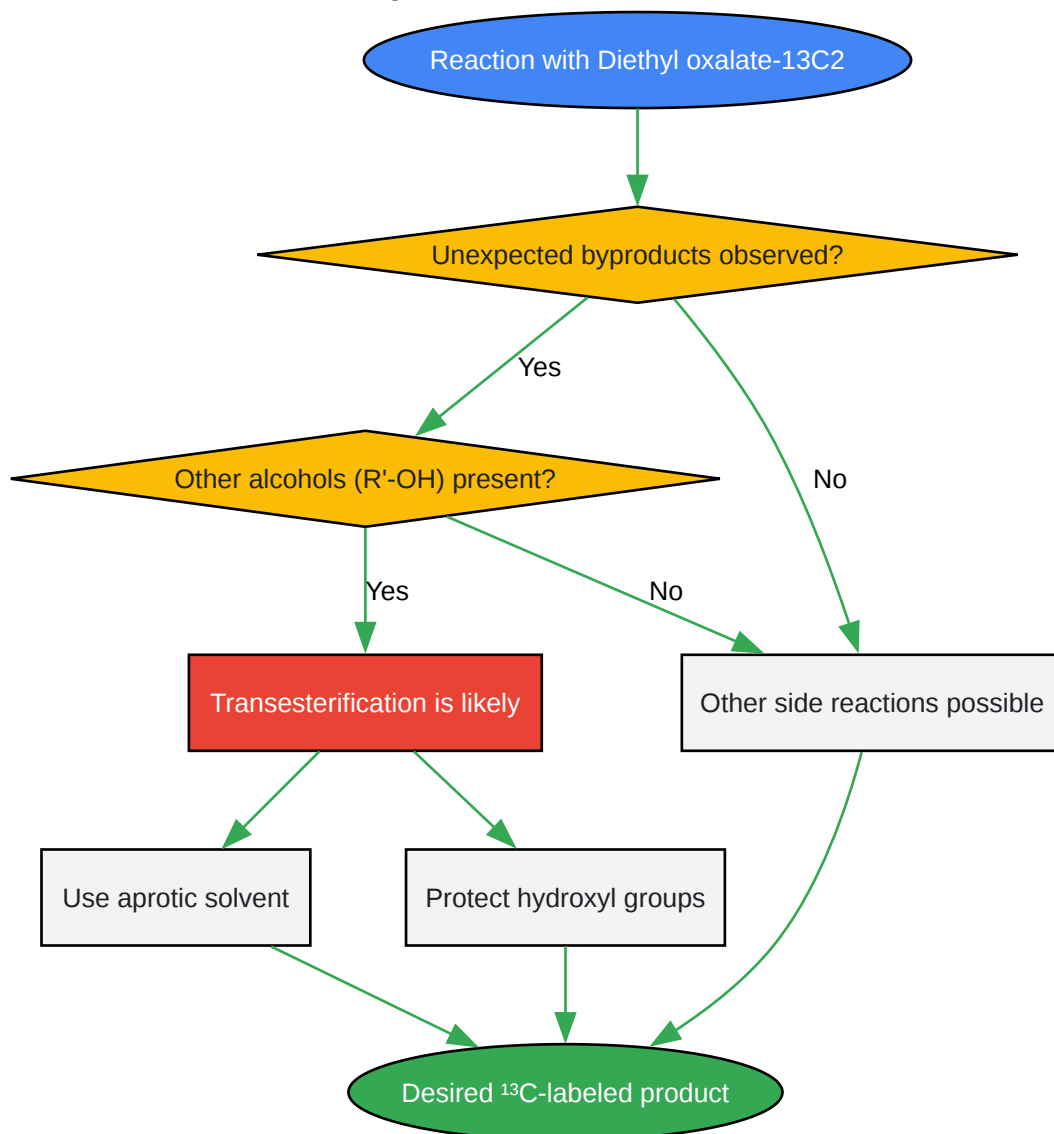 Reaction with Diethyl oxalate-13C2
Unexpected byproducts observed?
Yes
Other alcohols (R'-OH) present?
No
Yes
No
Transesterification is likely
Other side reactions possible
Use aprotic solvent
Protect hydroxyl groups
Desired ¹³C-labeled product